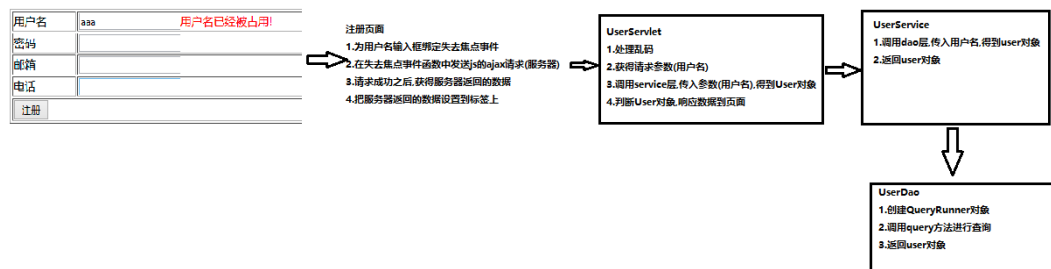 用户名 aaa 用户名已经被占用!
密码
邮箱
电话
注册
注册页面
1.为用户名输入框绑定失去焦点事件
2.在失去焦点事件函数中发送js的ajax请求(服务器)
3.请求成功之后,获得服务器返回的数据
4.把服务器返回的数据设置到标签上
UserServlet
1.处理乱码
2.获得请求参数(用户名)
3.调用service层,传入参数(用户名),得到User对象
4.判断User对象,响应数据到页面
UserService
1.调用dao层,传入用户名,得到user对象
2.返回user对象
UserDao
1.创建QueryRunner对象
2.调用query方法进行查询
3.返回user对象